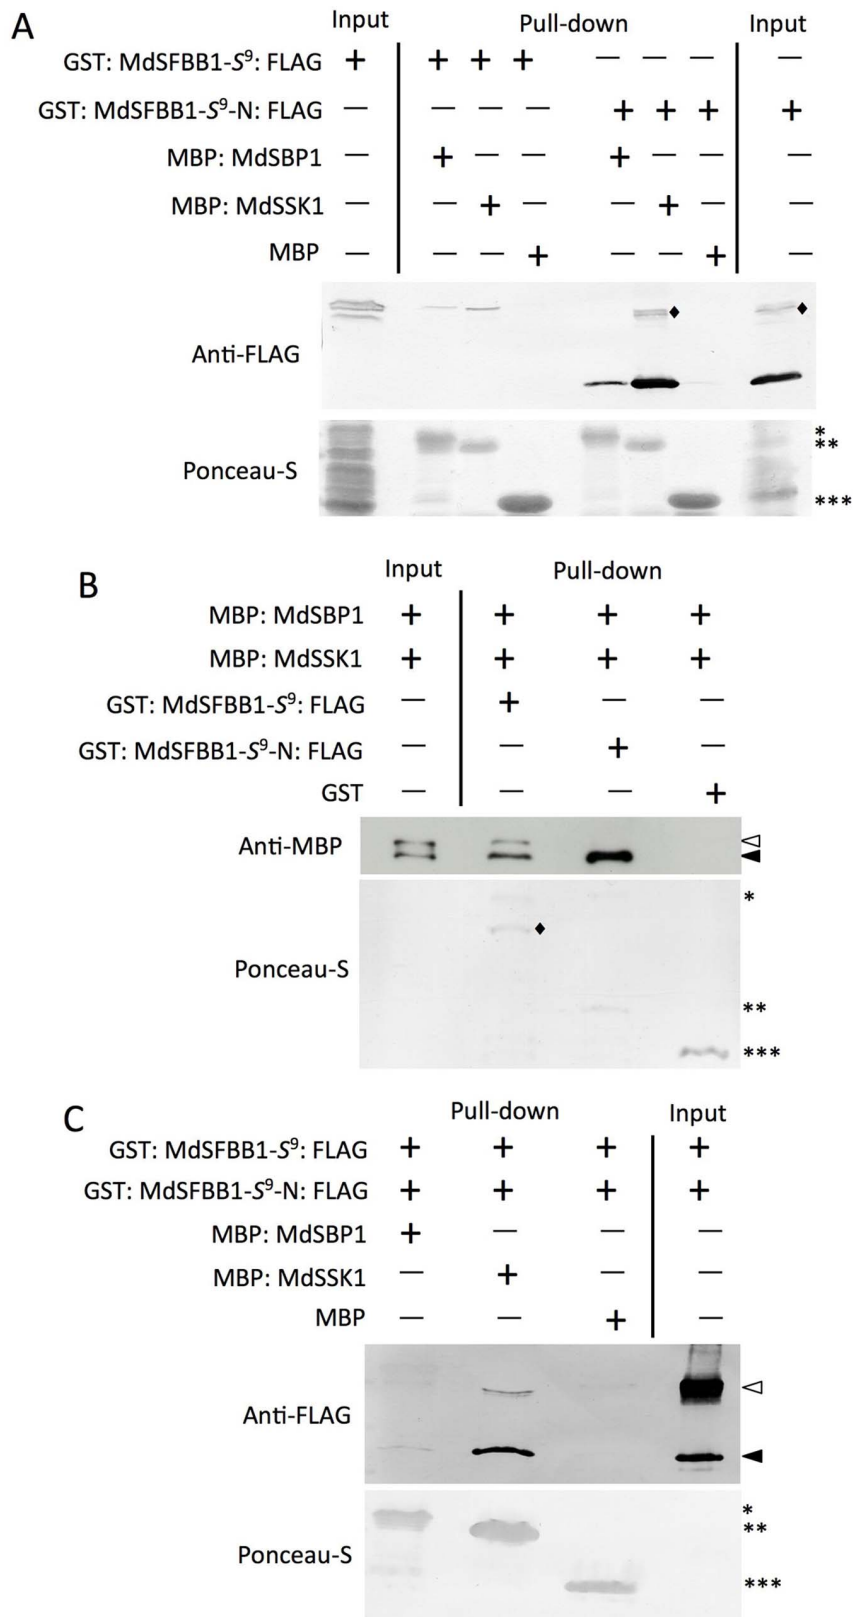 A
Input Pull-down Input
GST: MdSFBB1-S⁹: FLAG + + + + — — — —
GST: MdSFBB1-S⁹-N: FLAG — — — — + + + +
MBP: MdSBP1 — + — — + — — —
MBP: MdSSK1 — — + — — + — —
MBP — — — + — — + —
Anti-FLAG ♦ ♦
Ponceau-S
*
**
***
B
Input Pull-down
MBP: MdSBP1 + + + +
MBP: MdSSK1 + + + +
GST: MdSFBB1-S⁹: FLAG — + — —
GST: MdSFBB1-S⁹-N: FLAG — — + —
GST — — — +
Anti-MBP
*
♦
Ponceau-S
**
***
C
Pull-down Input
GST: MdSFBB1-S⁹: FLAG + + + +
GST: MdSFBB1-S⁹-N: FLAG + + + +
MBP: MdSBP1 + — — —
MBP: MdSSK1 — + — —
MBP — — + —
Anti-FLAG
*
**
Ponceau-S
***